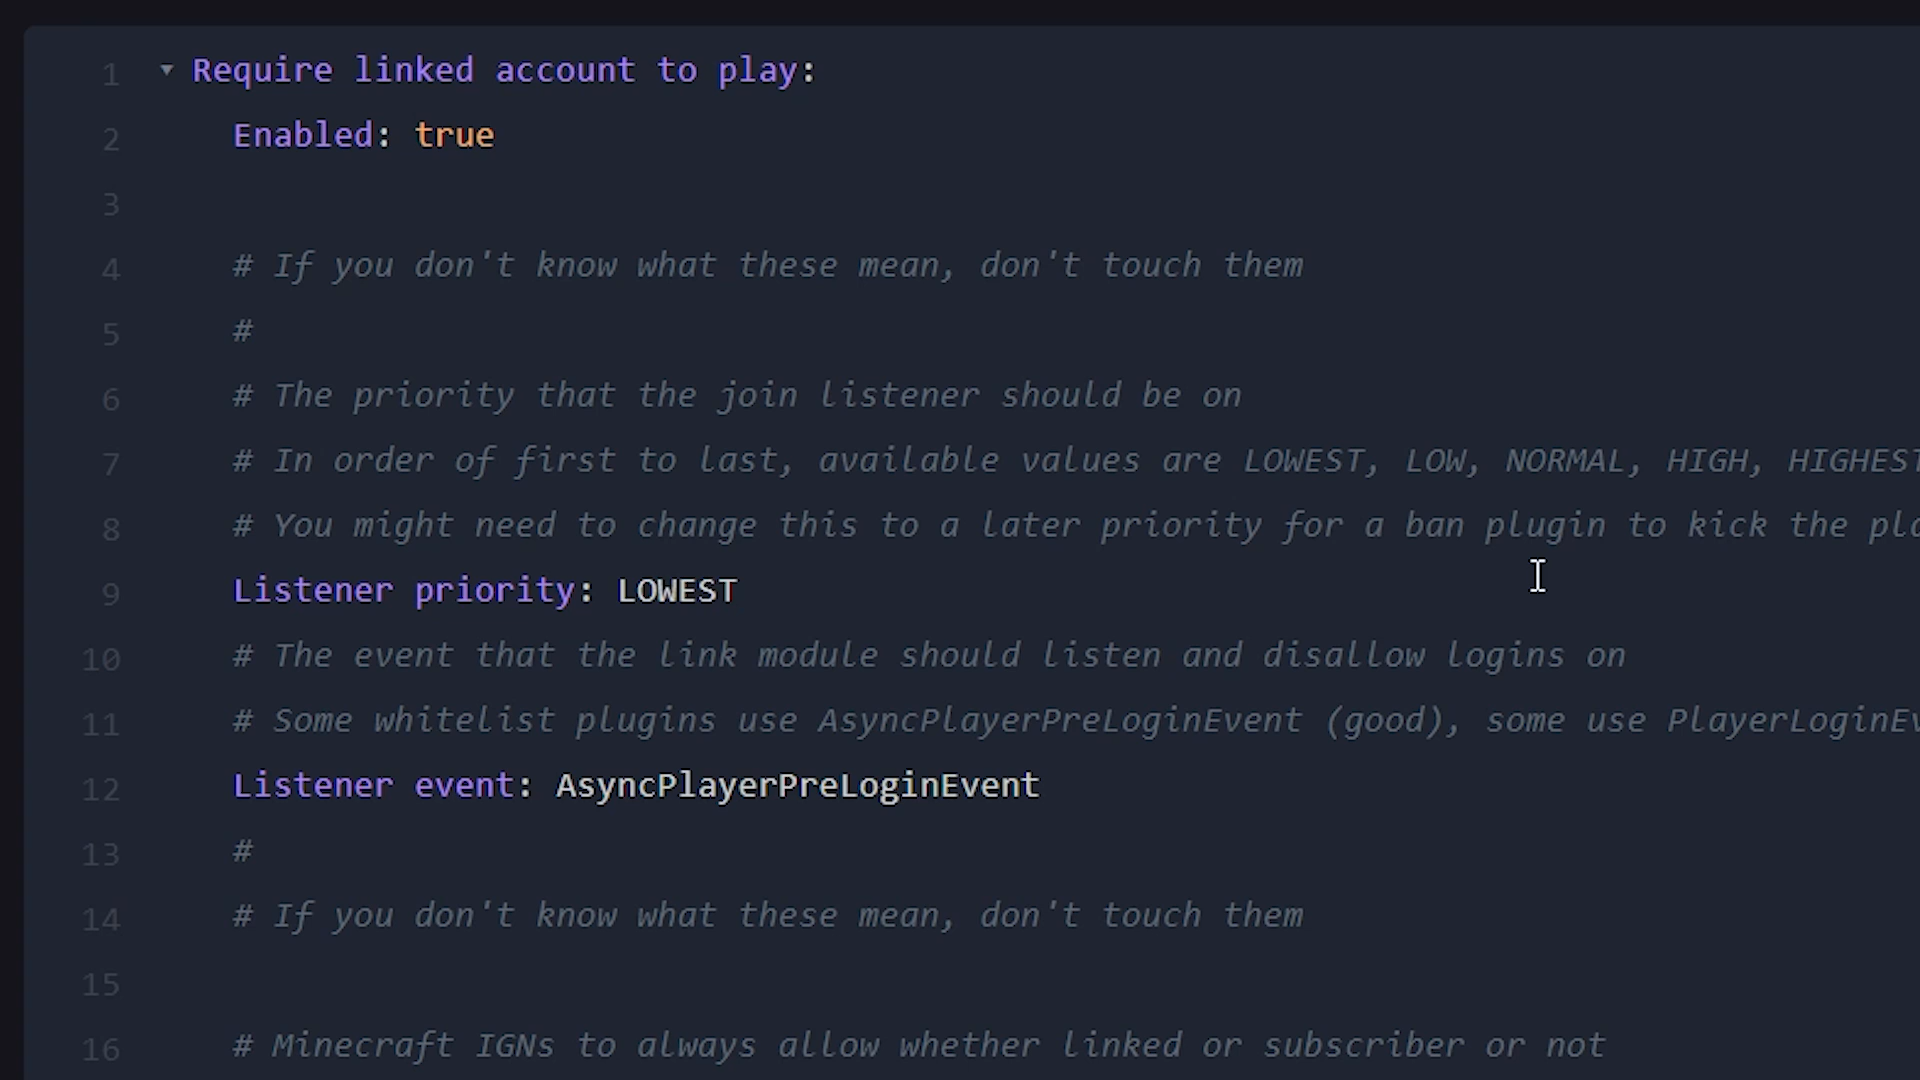 1 Require linked account to play:
2 Enabled: true
3
4 # If you don't know what these mean, don't touch them
5 #
6 # The priority that the join listener should be on
7 # In order of first to last, available values are LOWEST, LOW, NORMAL, HIGH, HIGHEST
8 # You might need to change this to a later priority for a ban plugin to kick the
9 Listener priority: LOWEST
10 # The event that the link module should listen and disallow logins on
11 # Some whitelist plugins use AsyncPlayerPreLoginEvent (good), some use
12 Listener event: AsyncPlayerPreLoginEvent
13 #
14 # If you don't know what these mean, don't touch them
15
16 # Minecraft IGNs to always allow whether linked or subscriber or not